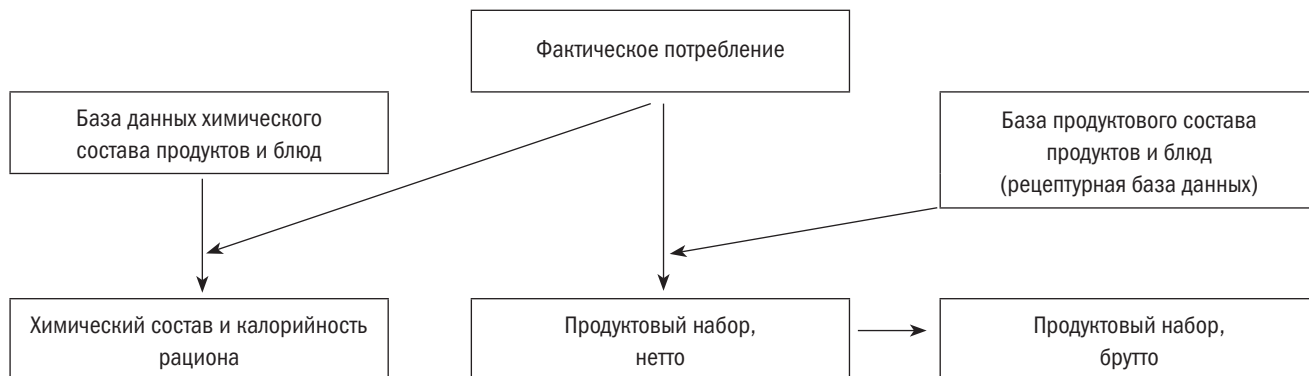 Фактическое потребление
База данных химического
состава продуктов и блюд
База продуктового состава
продуктов и блюд
(рецептурная база данных)
Химический состав и калорийность
рациона
Продуктовый набор,
нетто
Продуктовый набор,
брутто